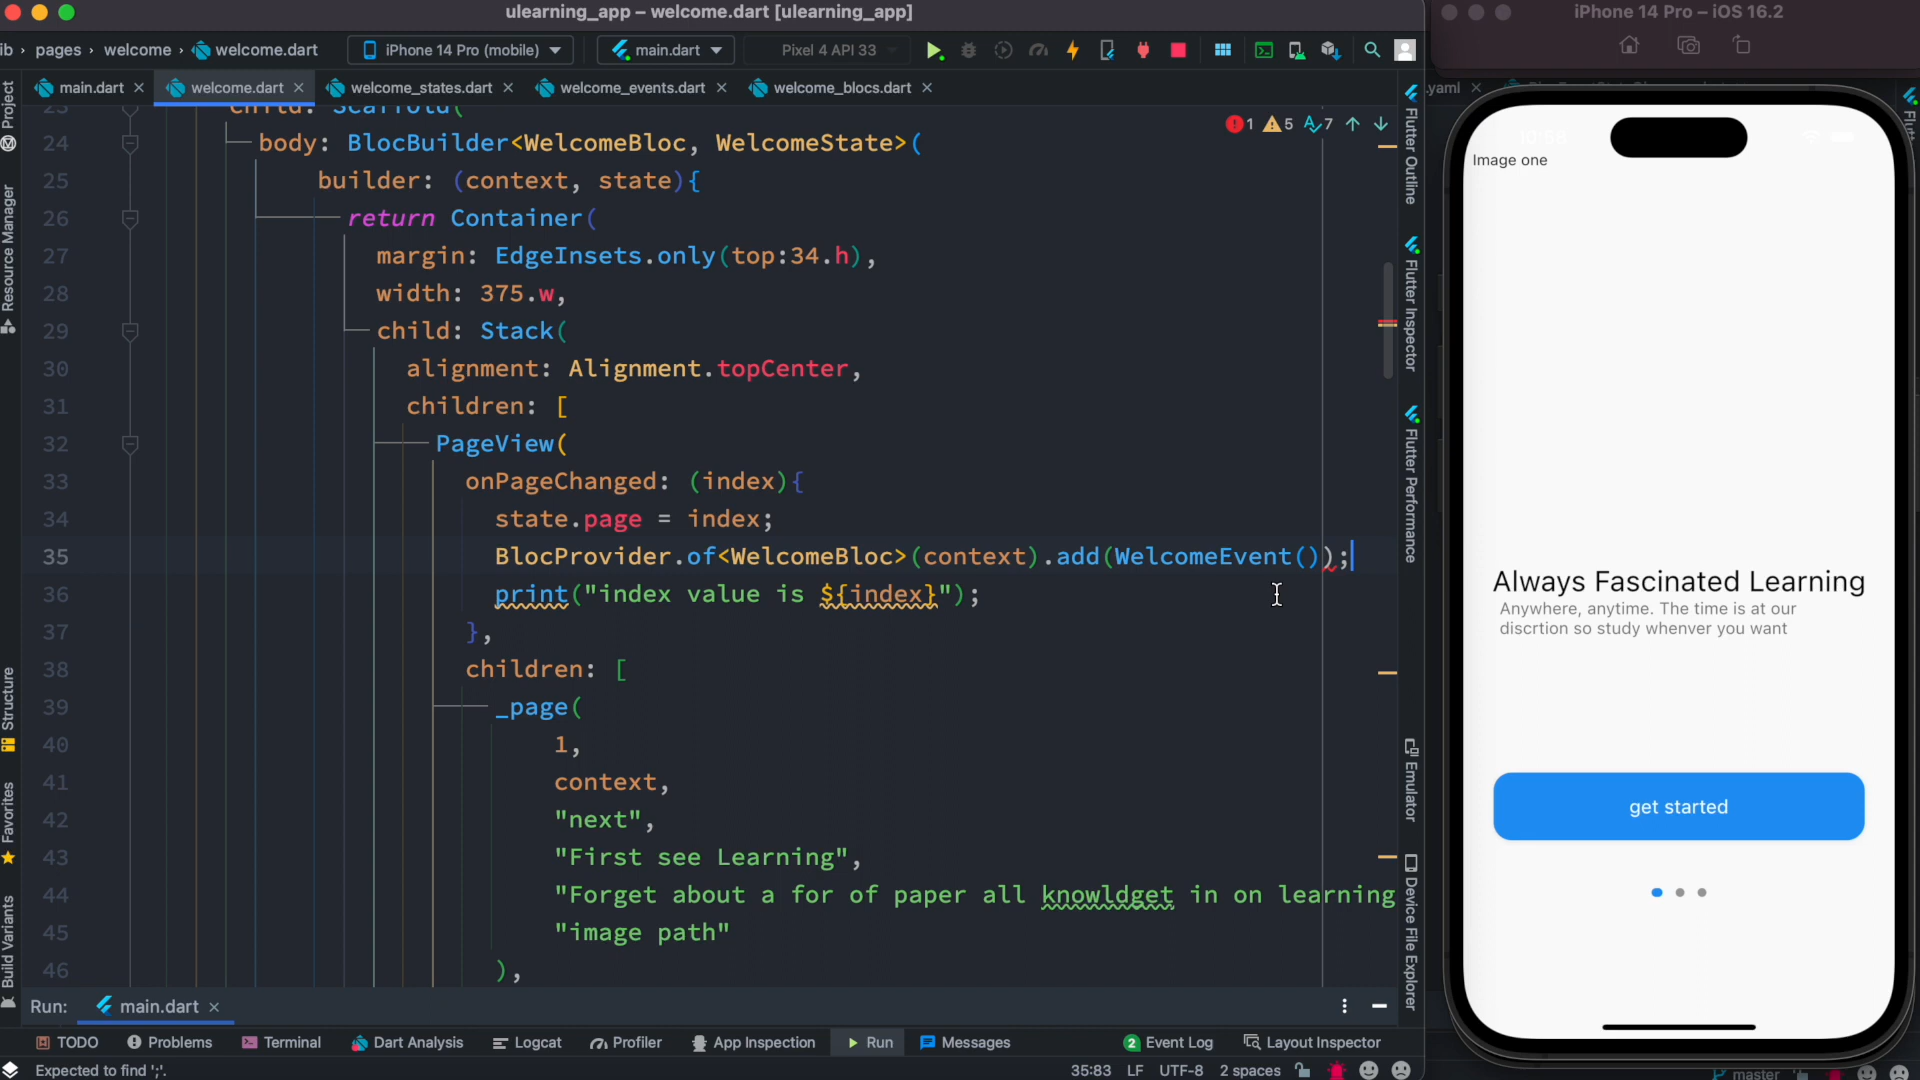 ulearning_app – welcome.dart [ulearning_app]
iPhone 14 Pro – iOS 16.2
lib › pages › welcome › welcome.dart
iPhone 14 Pro (mobile)
main.dart
Pixel 4 API 33
main.dart
welcome.dart
welcome_states.dart
welcome_events.dart
welcome_blocs.dart
.yaml
1 5 7
23 child: Scaffold(
24 body: BlocBuilder<WelcomeBloc, WelcomeState>(
25 builder: (context, state){
26 return Container(
27 margin: EdgeInsets.only(top:34.h),
28 width: 375.w,
29 child: Stack(
30 alignment: Alignment.topCenter,
31 children: [
32 PageView(
33 onPageChanged: (index){
34 state.page = index;
35 BlocProvider.of<WelcomeBloc>(context).add(WelcomeEvent());
36 print("index value is ${index}");
37 },
38 children: [
39 _page(
40 1,
41 context,
42 "next",
43 "First see Learning",
44 "Forget about a for of paper all knowldget in on learning
45 "image path"
46 ),
Project
Resource Manager
Structure
Favorites
Build Variants
Flutter Outline
Flutter Inspector
Flutter Performance
Emulator
Device File Explorer
Image one
Always Fascinated Learning
Anywhere, anytime. The time is at our
discrtion so study whenver you want
get started
Run: main.dart
TODO
Problems
Terminal
Dart Analysis
Logcat
Profiler
App Inspection
Run
Messages
2 Event Log
Layout Inspector
Expected to find ';'.
35:83 LF UTF-8 2 spaces
master